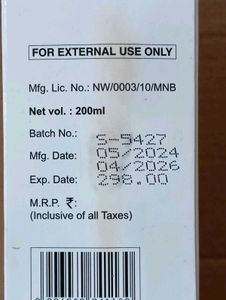 FOR EXTERNAL USE ONLY
Mfg. Lic. No.: NW/0003/10/MNB
Net vol. : 200ml
Batch No.: S-5427
Mfg. Date: 05/2024
Exp. Date: 04/2026
M.R.P. ₹: 298.00
(Inclusive of all Taxes)